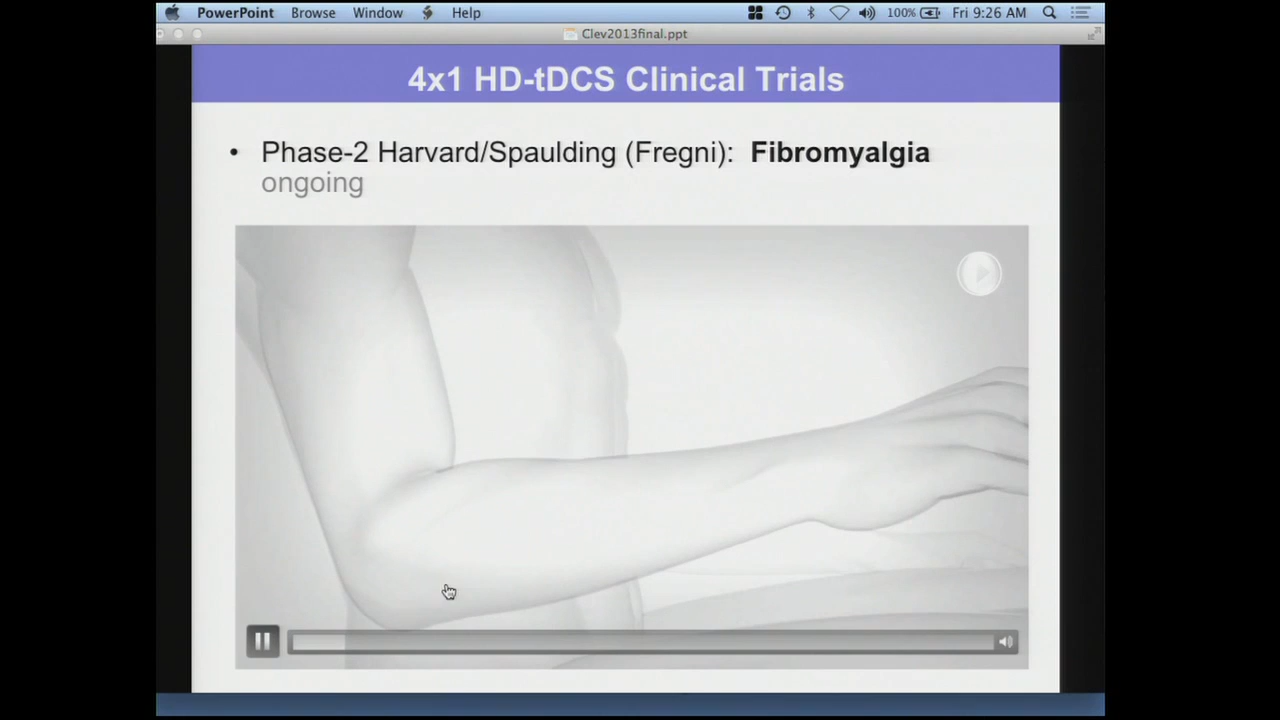 PowerPoint Browse Window Help 100% Fri 9:26 AM
Clev2013final.ppt
4x1 HD-tDCS Clinical Trials
• Phase-2 Harvard/Spaulding (Fregni): Fibromyalgia
ongoing